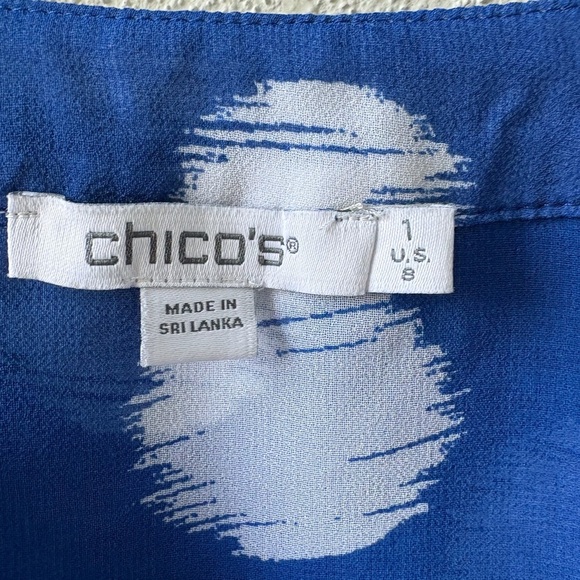 chico's®
1
U.S.
8
MADE IN
SRI LANKA